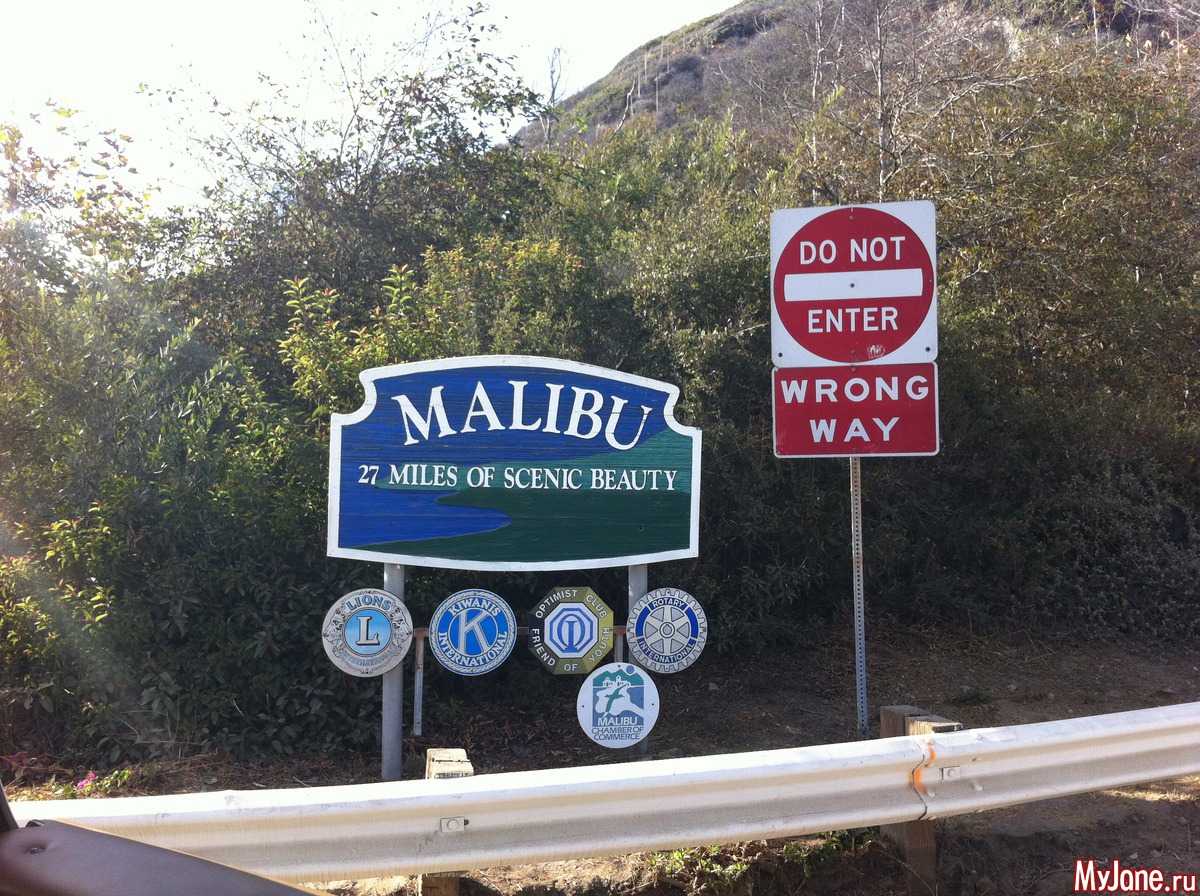 MALIBU
27 MILES OF SCENIC BEAUTY
DO NOT
ENTER
WRONG
WAY
LIONS
L
KIWANIS
K
INTERNATIONAL
OPTIMIST CLUB
FRIEND OF YOUTH
ROTARY
INTERNATIONAL
MALIBU
CHAMBER OF
COMMERCE
MyJane.ru